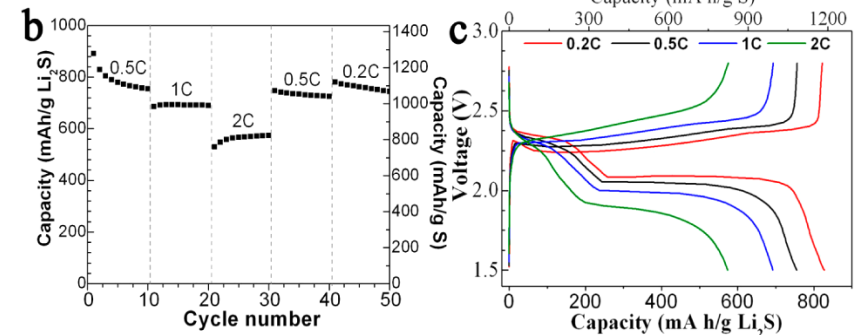 b
1000
800
600
400
200
0
Capacity (mAh/g Li2S)
0.5C
1C
2C
0.5C
0.2C
1400
1200
1000
800
600
400
200
0
Capacity (mAh/g S)
0 10 20 30 40 50
Cycle number
c
0 300 600 900 1200
3.0
2.5
2.0
1.5
Voltage (V)
0.2C 0.5C 1C 2C
0 200 400 600 800
Capacity (mA h/g Li2S)